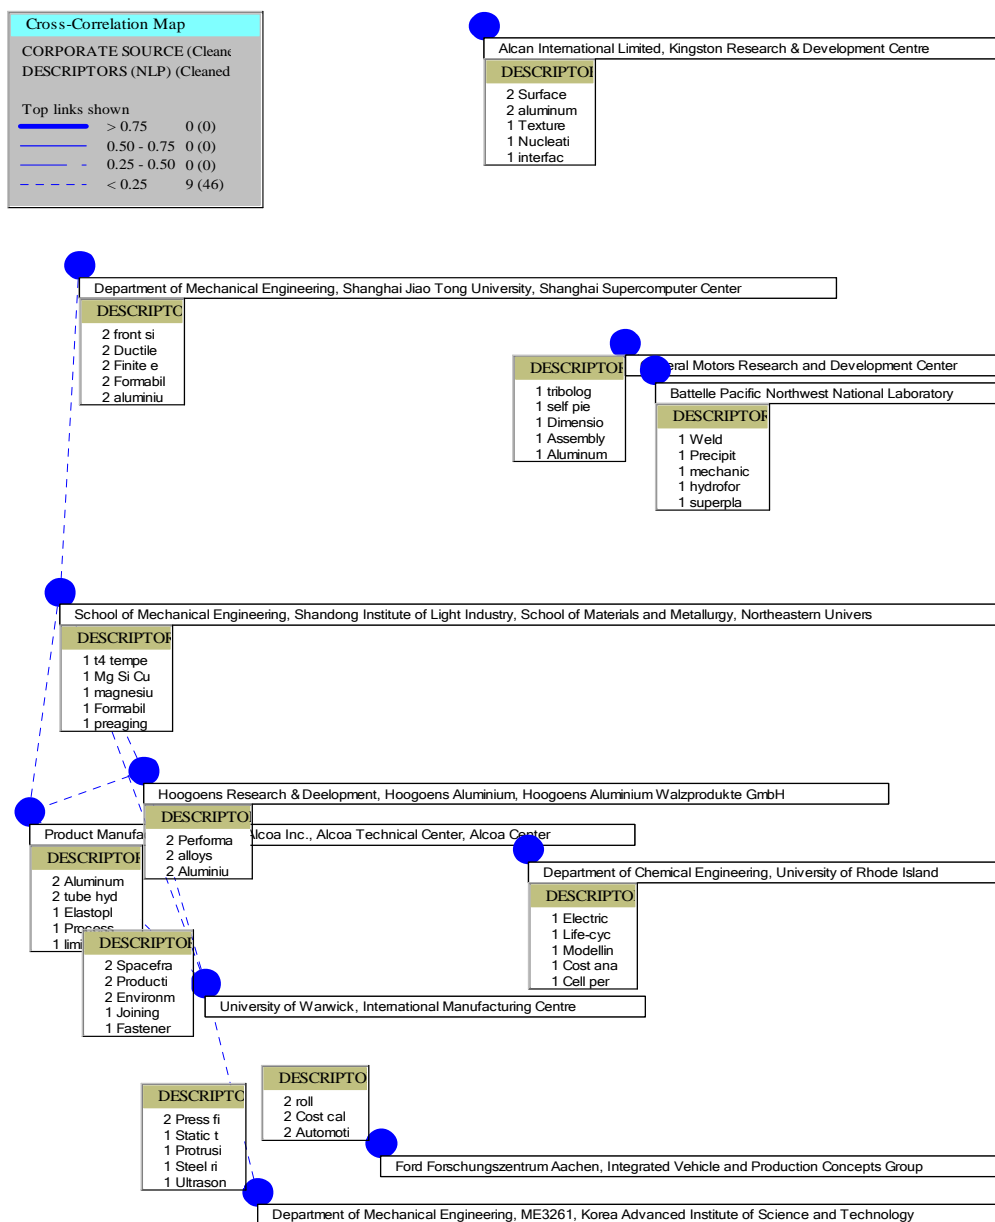 Cross-Correlation Map
CORPORATE SOURCE (Cleane
DESCRIPTORS (NLP) (Cleaned
Top links shown
> 0.75 0 (0)
0.50 - 0.75 0 (0)
0.25 - 0.50 0 (0)
< 0.25 9 (46)
Alcan International Limited, Kingston Research & Development Centre
DESCRIPTOR
2 Surface
2 aluminum
1 Texture
1 Nucleati
1 interfac
Department of Mechanical Engineering, Shanghai Jiao Tong University, Shanghai Supercomputer Center
DESCRIPTO
2 front si
2 Ductile
2 Finite e
2 Formabil
2 aluminiu
eral Motors Research and Development Center
DESCRIPTOR
1 tribolog
1 self pie
1 Dimensio
1 Assembly
1 Aluminum
Battelle Pacific Northwest National Laboratory
DESCRIPTOR
1 Weld
1 Precipit
1 mechanic
1 hydrofor
1 superpla
School of Mechanical Engineering, Shandong Institute of Light Industry, School of Materials and Metallurgy, Northeastern Univers
DESCRIPTOR
1 t4 tempe
1 Mg Si Cu
1 magnesiu
1 Formabil
1 preaging
Hoogoens Research & Deelopment, Hoogoens Aluminium, Hoogoens Aluminium Walzprodukte GmbH
DESCRIPTO
2 Performa
2 alloys
2 Aluminiu
Product Manufa Alcoa Inc., Alcoa Technical Center, Alcoa Center
DESCRIPTOR
2 Aluminum
2 tube hyd
1 Elastopl
1 Process
1 limi
Department of Chemical Engineering, University of Rhode Island
DESCRIPTO
1 Electric
1 Life-cyc
1 Modellin
1 Cost ana
1 Cell per
DESCRIPTOR
2 Spacefra
2 Producti
2 Environm
1 Joining
1 Fastener
University of Warwick, International Manufacturing Centre
DESCRIPTO
2 roll
2 Cost cal
2 Automoti
DESCRIPTO
2 Press fi
1 Static t
1 Protrusi
1 Steel ri
1 Ultrason
Ford Forschungszentrum Aachen, Integrated Vehicle and Production Concepts Group
Department of Mechanical Engineering, ME3261, Korea Advanced Institute of Science and Technology